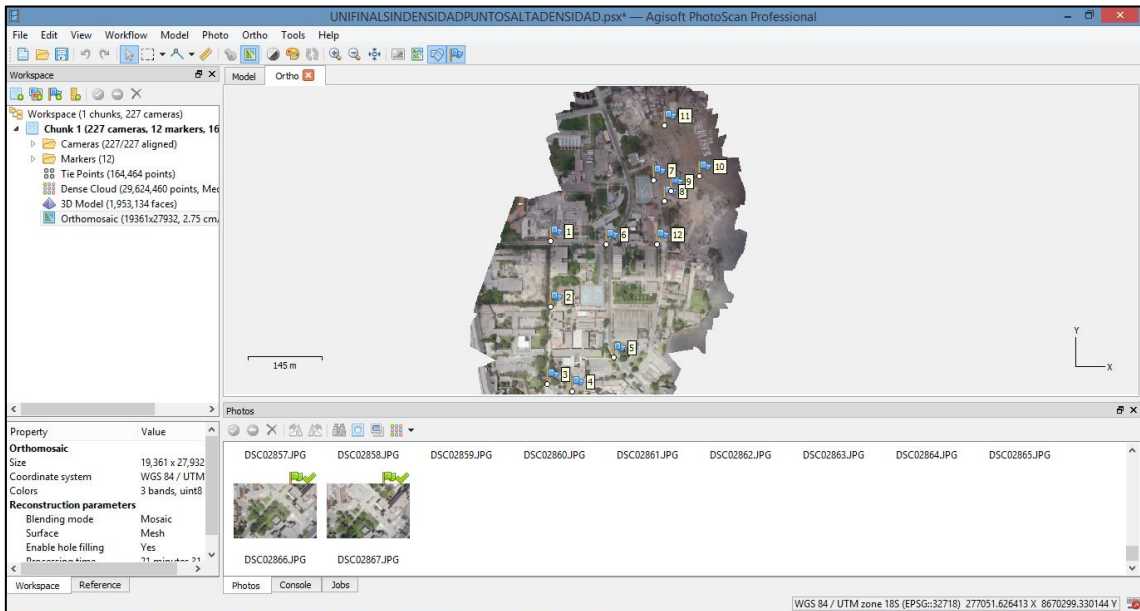 UNIFINALSINDENSIDADPUNTOSALTADENSIDAD.psx* — Agisoft PhotoScan Professional
File Edit View Workflow Model Photo Ortho Tools Help
Workspace
Model Ortho
Workspace (1 chunks, 227 cameras)
Chunk 1 (227 cameras, 12 markers, 16
Cameras (227/227 aligned)
Markers (12)
Tie Points (164,464 points)
Dense Cloud (29,624,460 points, Med
3D Model (1,953,134 faces)
Orthomosaic (19361x27932, 2.75 cm/
11
7
10
9
8
1
6
12
2
5
3
4
145 m
Y
X
Photos
Property Value
Orthomosaic
Size 19,361 x 27,932
Coordinate system WGS 84 / UTM
Colors 3 bands, uint8
Reconstruction parameters
Blending mode Mosaic
Surface Mesh
Enable hole filling Yes
Processing time 21 minutes 31
DSC02857.JPG DSC02858.JPG DSC02859.JPG DSC02860.JPG DSC02861.JPG DSC02862.JPG DSC02863.JPG DSC02864.JPG DSC02865.JPG
DSC02866.JPG DSC02867.JPG
Workspace Reference
Photos Console Jobs
WGS 84 / UTM zone 18S (EPSG::32718) 277051.626413 X 8670299.330144 Y